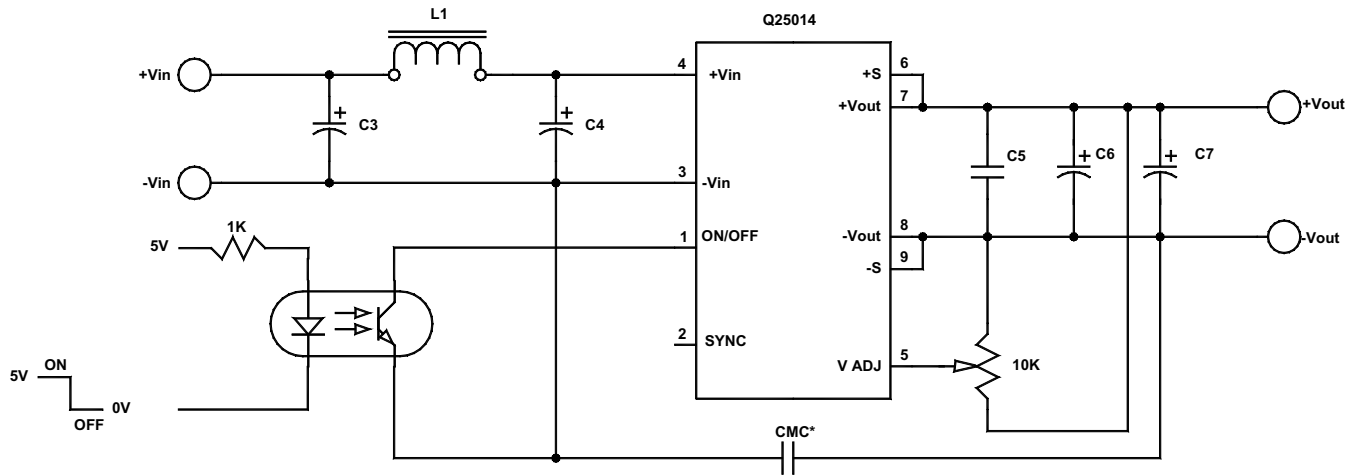 L1
Q25014
+Vin
4
+Vin
+S
6
+Vout
7
+Vout
+
C3
+
C4
C5
+
C6
+
C7
-Vin
3
-Vin
1K
5V
1
ON/OFF
-Vout
8
-Vout
-S
9
2
SYNC
V ADJ
5
10K
5V
ON
OFF
0V
CMC*